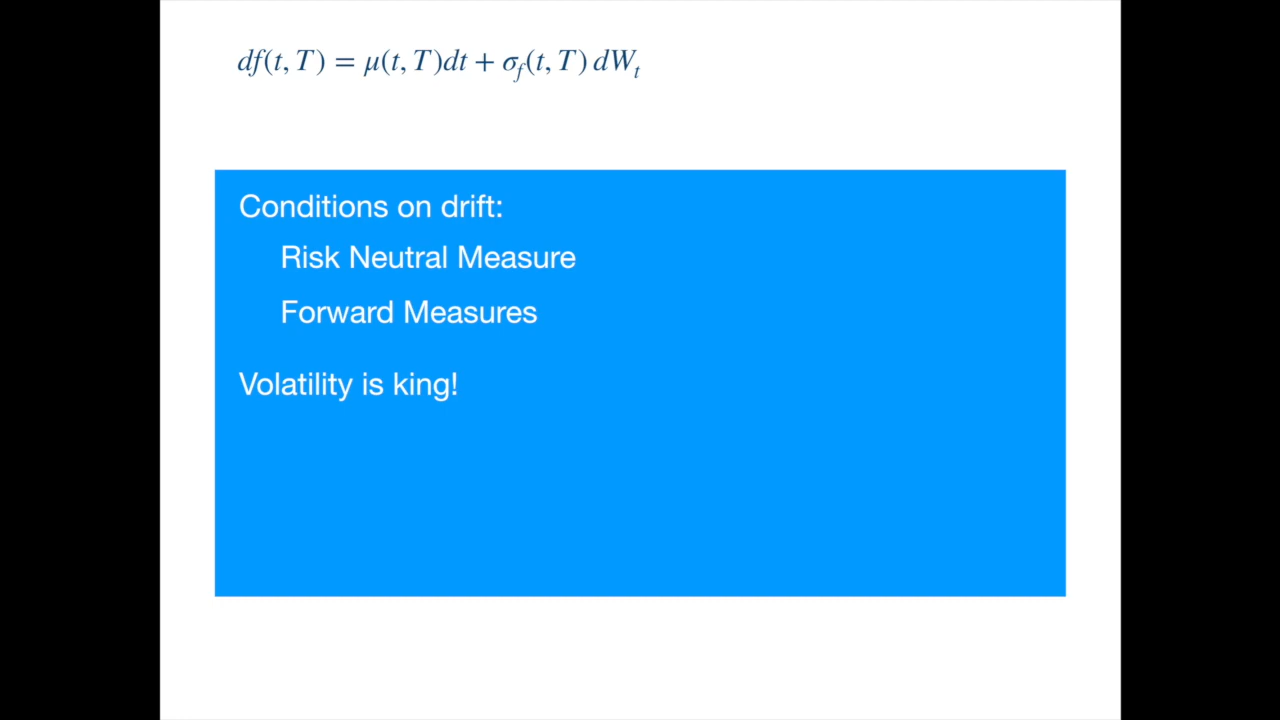 df(t, T) = μ(t, T)dt + σ_f(t, T) dW_t
Conditions on drift:
Risk Neutral Measure
Forward Measures
Volatility is king!